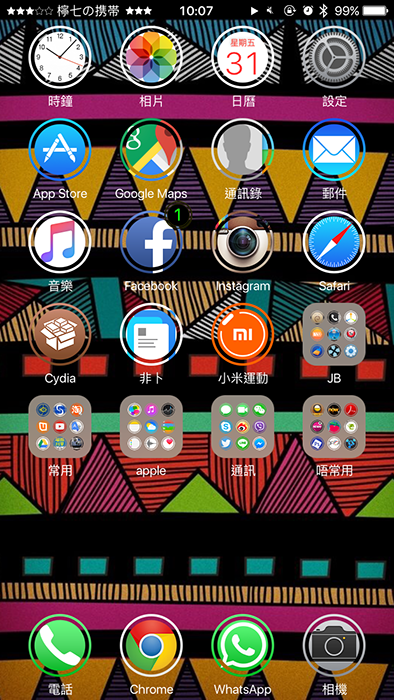 ★★★☆☆ 檸七の携帯 ★★★ 10:07 99%
星期五
31
時鐘 相片 日曆 設定
g
App Store Google Maps 通訊錄 郵件
1
f
音樂 Facebook Instagram Safari
mi
Cydia 非卜 小米運動 JB
常用 apple 通訊 唔常用
電話 Chrome WhatsApp 相機